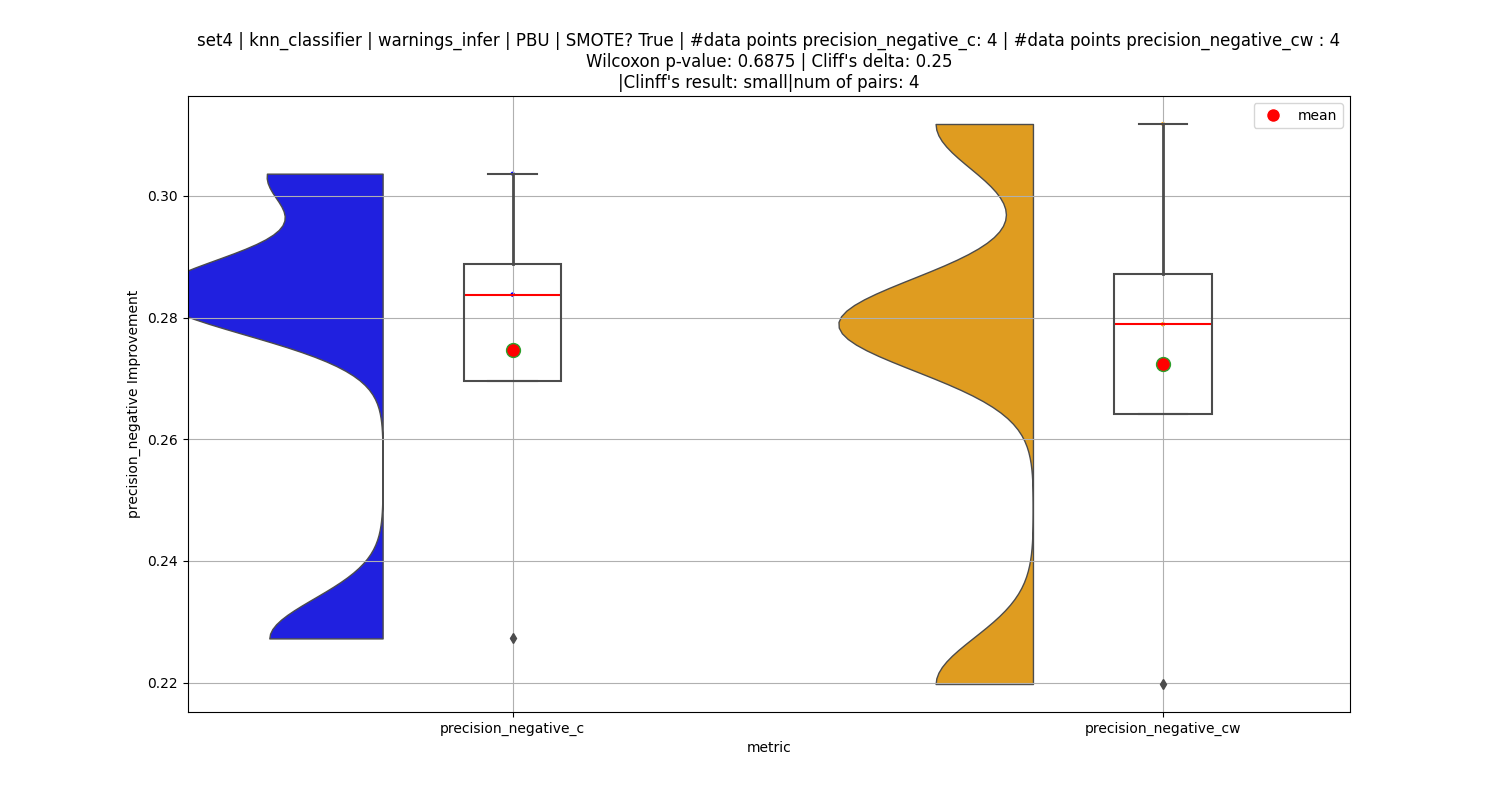 set4 | knn_classifier | warnings_infer | PBU | SMOTE? True | #data points precision_negative_c: 4 | #data points precision_negative_cw : 4
Wilcoxon p-value: 0.6875 | Cliff's delta: 0.25
|Clinff's result: small|num of pairs: 4
mean
0.30
0.28
0.26
0.24
0.22
precision_negative Improvement
precision_negative_c
precision_negative_cw
metric